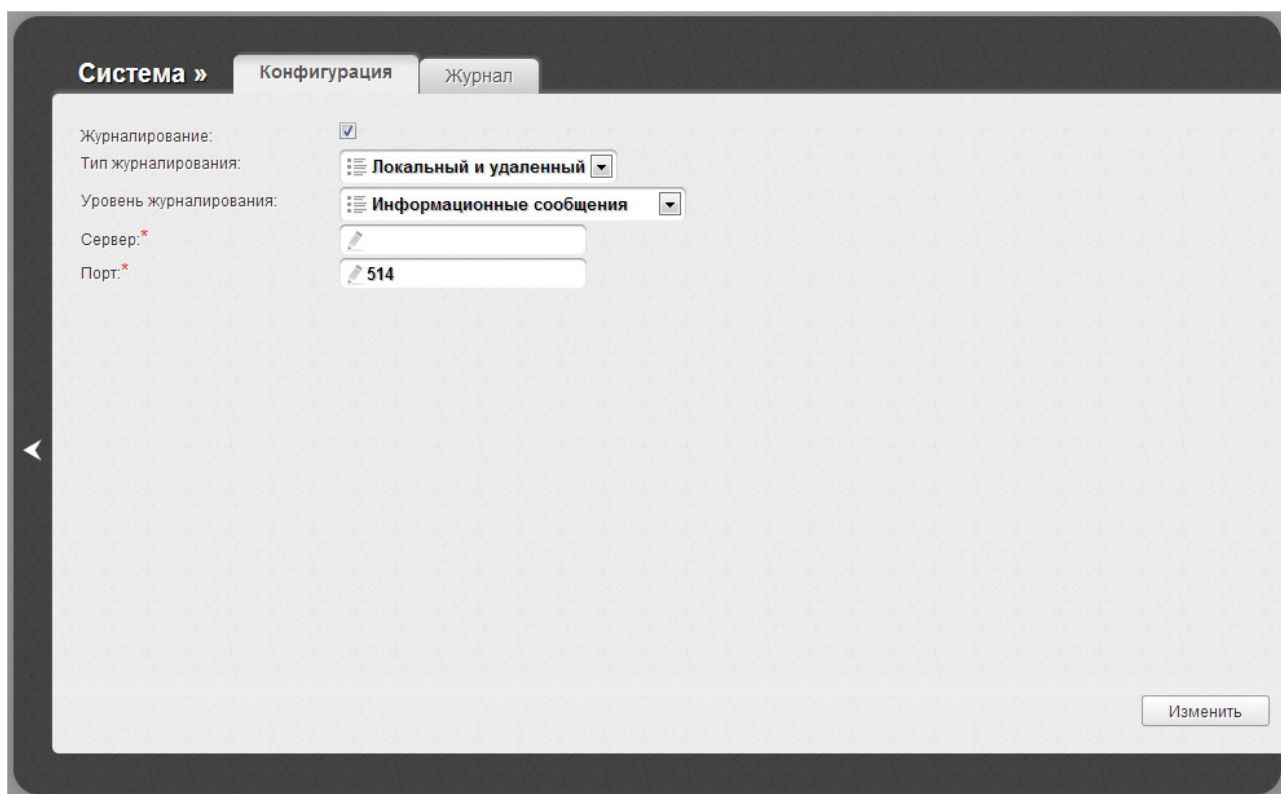 Система » Конфигурация Журнал
Журналирование:
Тип журналирования: Локальный и удаленный
Уровень журналирования: Информационные сообщения
Сервер:*
Порт:* 514
Изменить